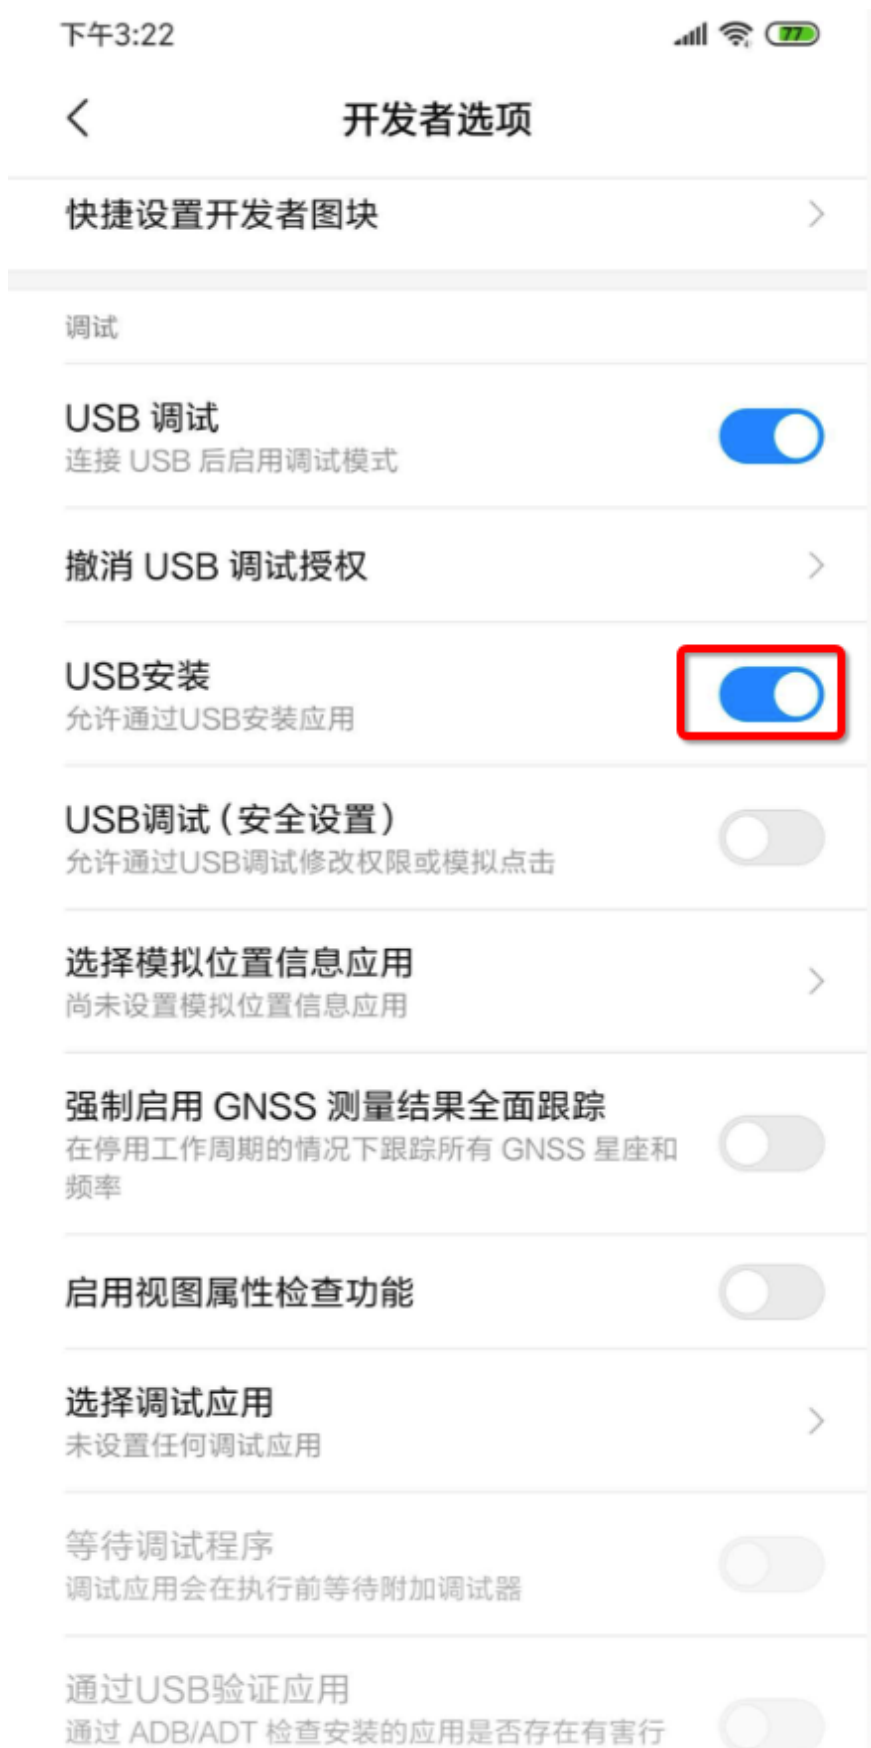 下午3:22
77
开发者选项
快捷设置开发者图块
调试
USB 调试
连接 USB 后启用调试模式
撤消 USB 调试授权
USB安装
允许通过USB安装应用
USB调试（安全设置）
允许通过USB调试修改权限或模拟点击
选择模拟位置信息应用
尚未设置模拟位置信息应用
强制启用 GNSS 测量结果全面跟踪
在停用工作周期的情况下跟踪所有 GNSS 星座和
频率
启用视图属性检查功能
选择调试应用
未设置任何调试应用
等待调试程序
调试应用会在执行前等待附加调试器
通过USB验证应用
通过 ADB/ADT 检查安装的应用是否存在有害行